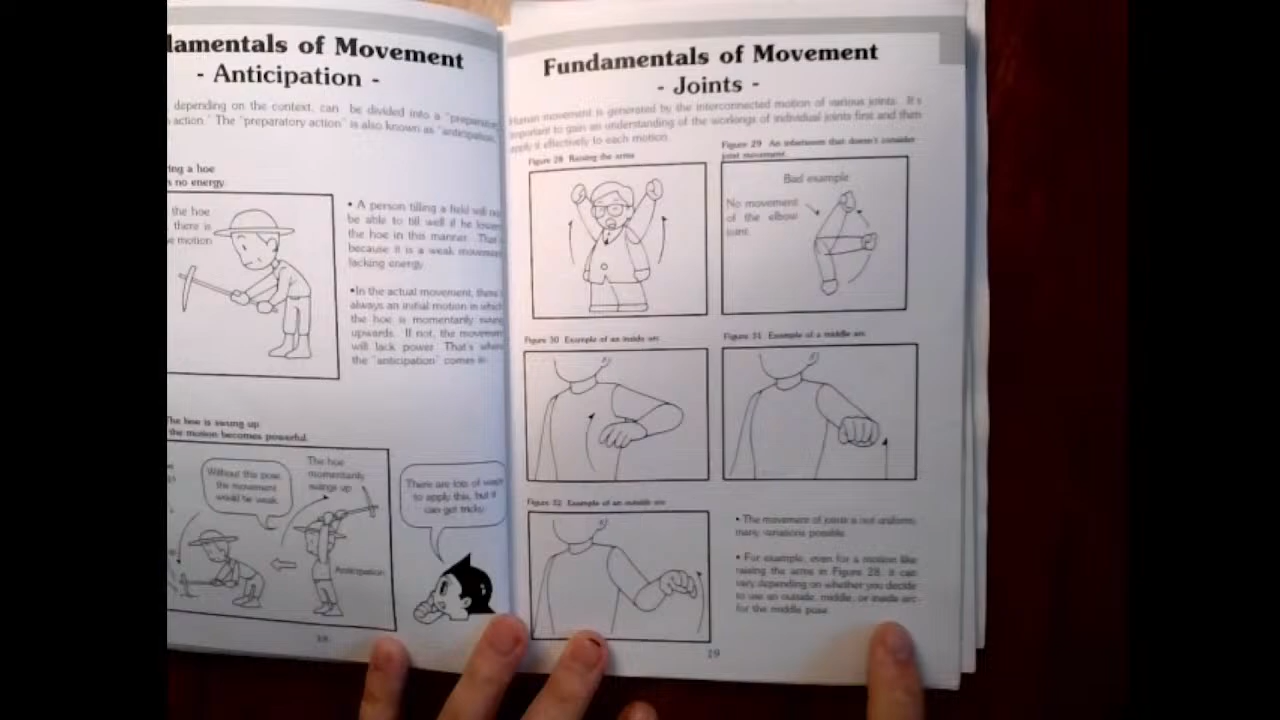 lamentals of Movement
- Anticipation -
depending on the context, can be divided into a "preparatory
action." The "preparatory action" is also known as "anticipation,
ing a hoe
s no energy.
the hoe
there is
motion
• A person tilling a field will not
be able to till well if he lowers
the hoe in this manner. That's
because it is a weak movement
lacking energy.
•In the actual movement, there's
always an initial motion in which
the hoe is momentarily swung
upwards. If not, the movement
will lack power. That's where
the "anticipation" comes in.
The hoe is swung up.
the motion becomes powerful.
Without this pose,
the movement
would be weak.
The hoe
momentarily
swings up
Anticipation
There are lots of ways
to apply this, but it
can get tricky.
18
Fundamentals of Movement
- Joints -
Human movement is generated by the interconnected motion of various joints. It's
important to gain an understanding of the workings of individual joints first and then
apply it effectively to each motion.
Figure 28 Raising the arms
Figure 29 An inbetween that doesn't consider
joint movement.
Bad example
No movement
of the elbow
joint.
Figure 30 Example of an inside arc
Figure 31 Example of a middle arc
Figure 32 Example of an outside arc
• The movement of joints is not uniform,
many variations possible.
• For example, even for a motion like
raising the arms in Figure 28, it can
vary depending on whether you decide
to use an outside, middle, or inside arc
for the middle pose.
19